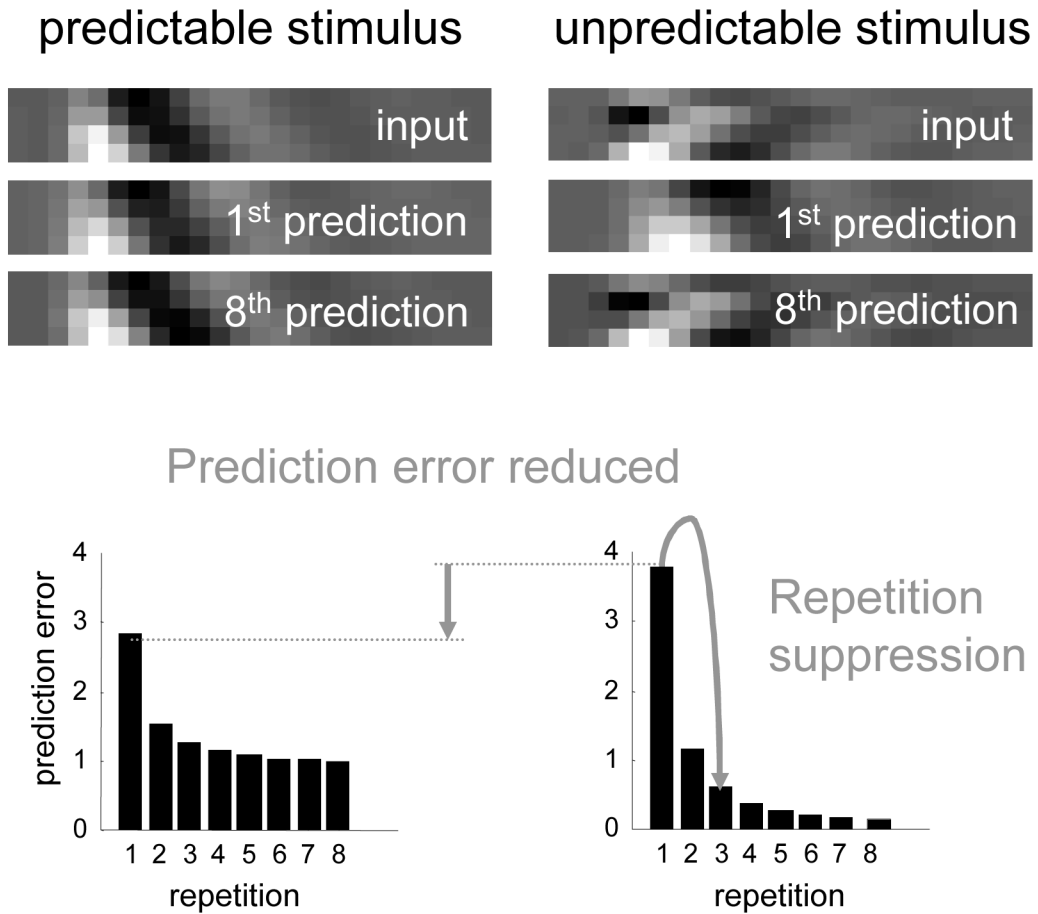 predictable stimulus
unpredictable stimulus
input
input
1st prediction
1st prediction
8th prediction
8th prediction
Prediction error reduced
4
3
2
1
0
prediction error
1 2 3 4 5 6 7 8
repetition
4
3
2
1
0
Repetition
suppression
1 2 3 4 5 6 7 8
repetition